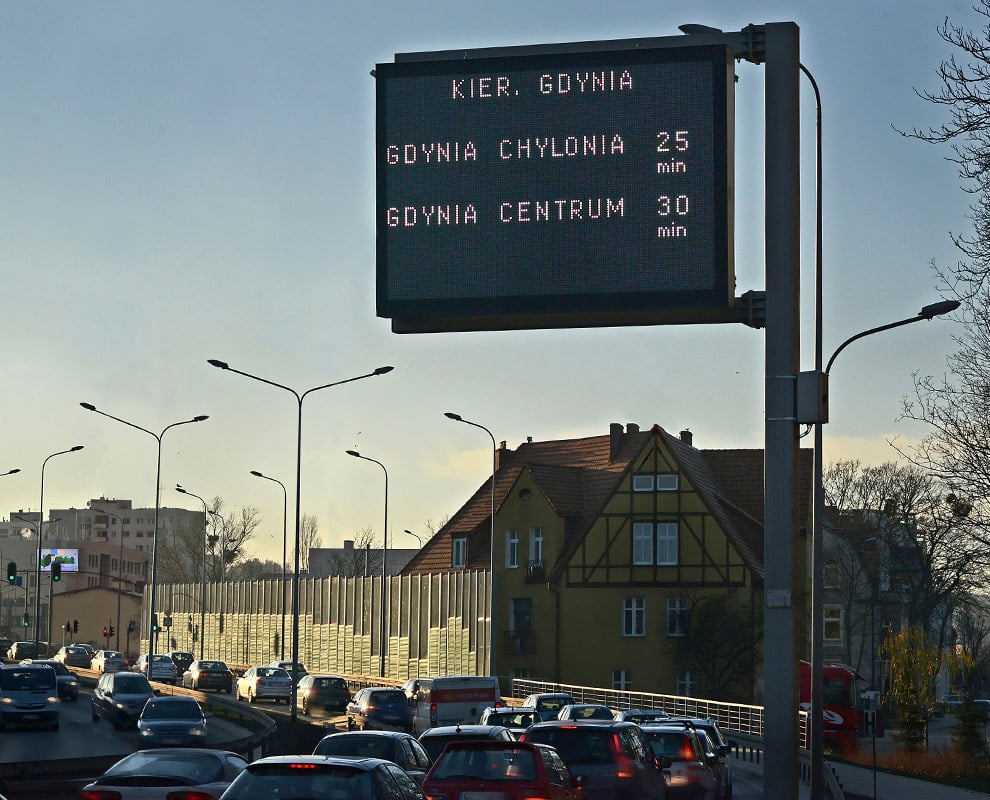 KIER. GDYNIA
GDYNIA CHYLONIA 25
min
GDYNIA CENTRUM 30
min